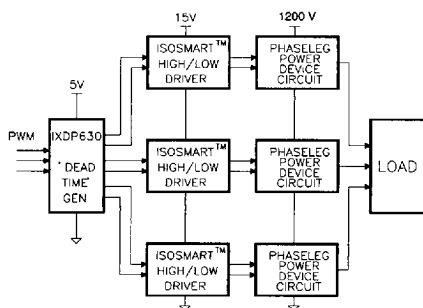 15V
1200 V
ISOSMART™
HIGH/LOW
DRIVER
PHASELEG
POWER
DEVICE
CIRCUIT
5V
PWM
IXDP630
"DEAD
TIME"
GEN
ISOSMART™
HIGH/LOW
DRIVER
PHASELEG
POWER
DEVICE
CIRCUIT
LOAD
ISOSMART™
HIGH/LOW
DRIVER
PHASELEG
POWER
DEVICE
CIRCUIT